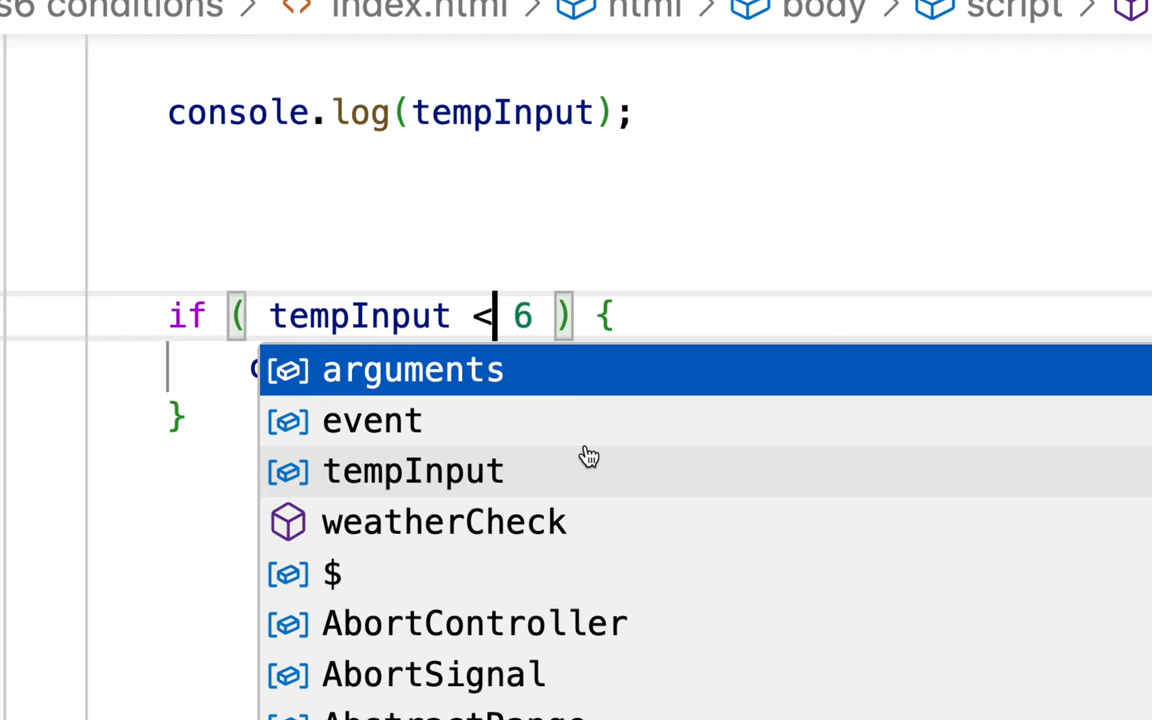 s6 conditions > <> index.html > html > body > script >
console.log(tempInput);
if ( tempInput < 6 ) {
arguments
}
event
tempInput
weatherCheck
$
AbortController
AbortSignal
AbstractRange